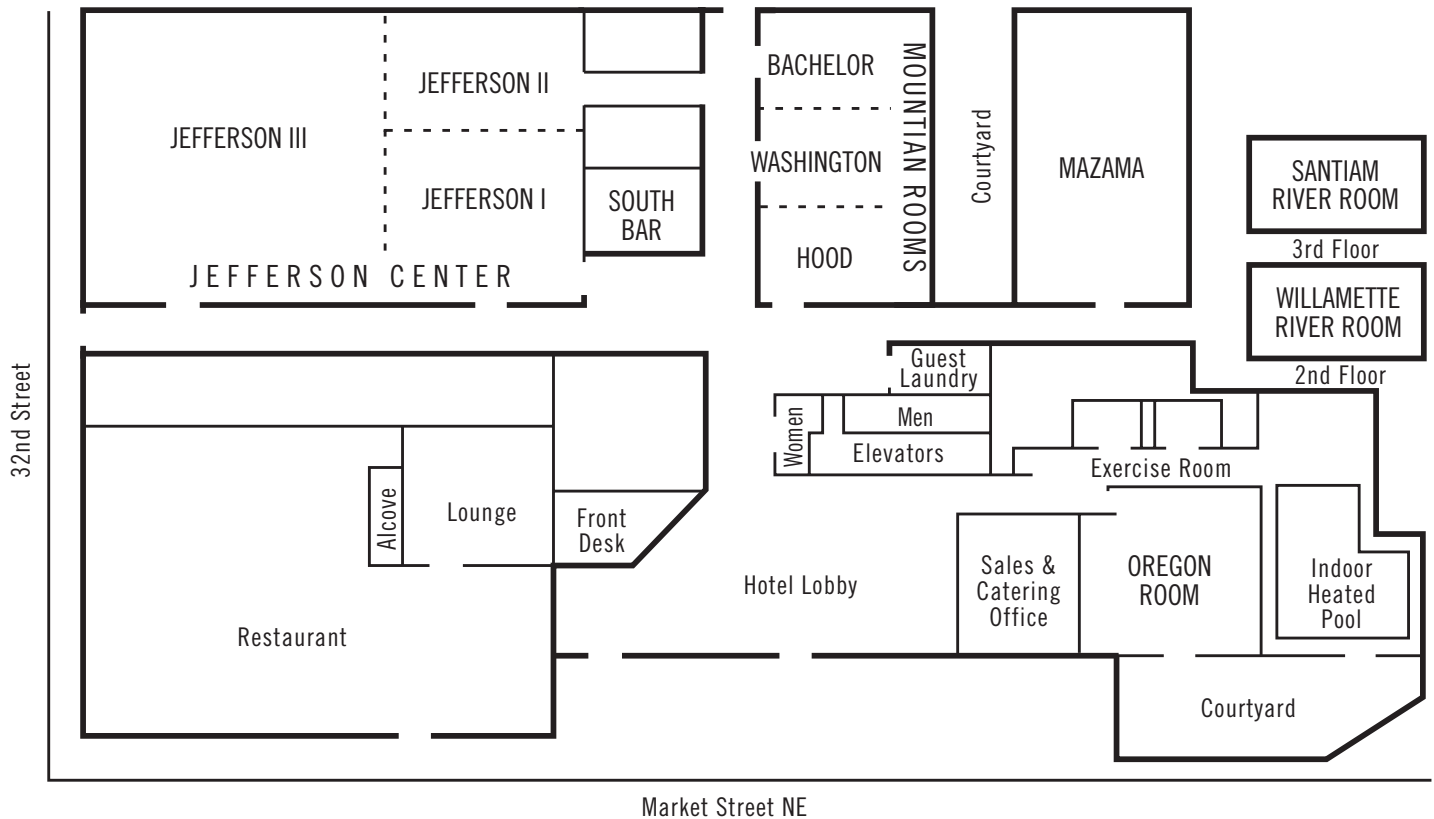 JEFFERSON III
JEFFERSON II
JEFFERSON I
JEFFERSON CENTER
SOUTH
BAR
BACHELOR
WASHINGTON
HOOD
MOUNTIAN ROOMS
Courtyard
MAZAMA
SANTIAM
RIVER ROOM
3rd Floor
WILLAMETTE
RIVER ROOM
2nd Floor
32nd Street
Guest
Laundry
Men
Women
Elevators
Exercise Room
Alcove
Lounge
Front
Desk
Restaurant
Hotel Lobby
Sales &
Catering
Office
OREGON
ROOM
Indoor
Heated
Pool
Courtyard
Market Street NE